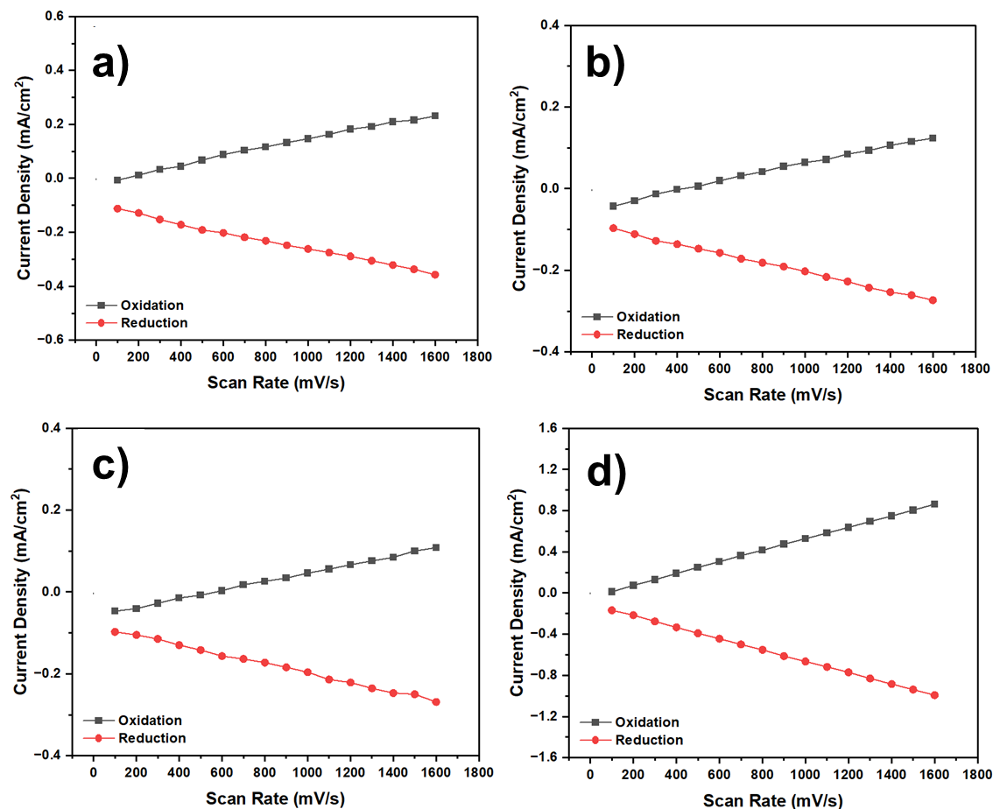 a)
0.6
0.4
0.2
0.0
−0.2
−0.4
−0.6
Current Density (mA/cm²)
Oxidation
Reduction
0 200 400 600 800 1000 1200 1400 1600 1800
Scan Rate (mV/s)
b)
0.4
0.2
0.0
−0.2
−0.4
Current Density (mA/cm²)
Oxidation
Reduction
0 200 400 600 800 1000 1200 1400 1600 1800
Scan Rate (mV/s)
c)
0.4
0.2
0.0
−0.2
−0.4
Current Density (mA/cm²)
Oxidation
Reduction
0 200 400 600 800 1000 1200 1400 1600 1800
Scan Rate (mV/s)
d)
1.6
1.2
0.8
0.4
0.0
−0.4
−0.8
−1.2
−1.6
Current Density (mA/cm²)
Oxidation
Reduction
0 200 400 600 800 1000 1200 1400 1600 1800
Scan Rate (mV/s)